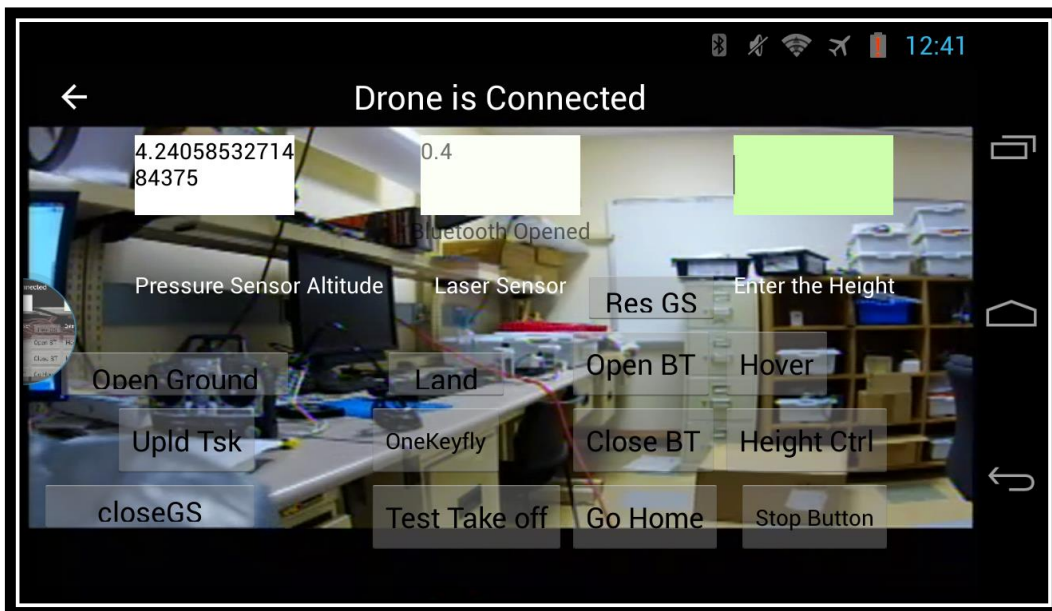 12:41
Drone is Connected
4.24058532714
84375
0.4
Bluetooth Opened
Pressure Sensor Altitude
Laser Sensor
Enter the Height
Res GS
Open Ground
Land
Open BT
Hover
Upld Tsk
OneKeyfly
Close BT
Height Ctrl
closeGS
Test Take off
Go Home
Stop Button